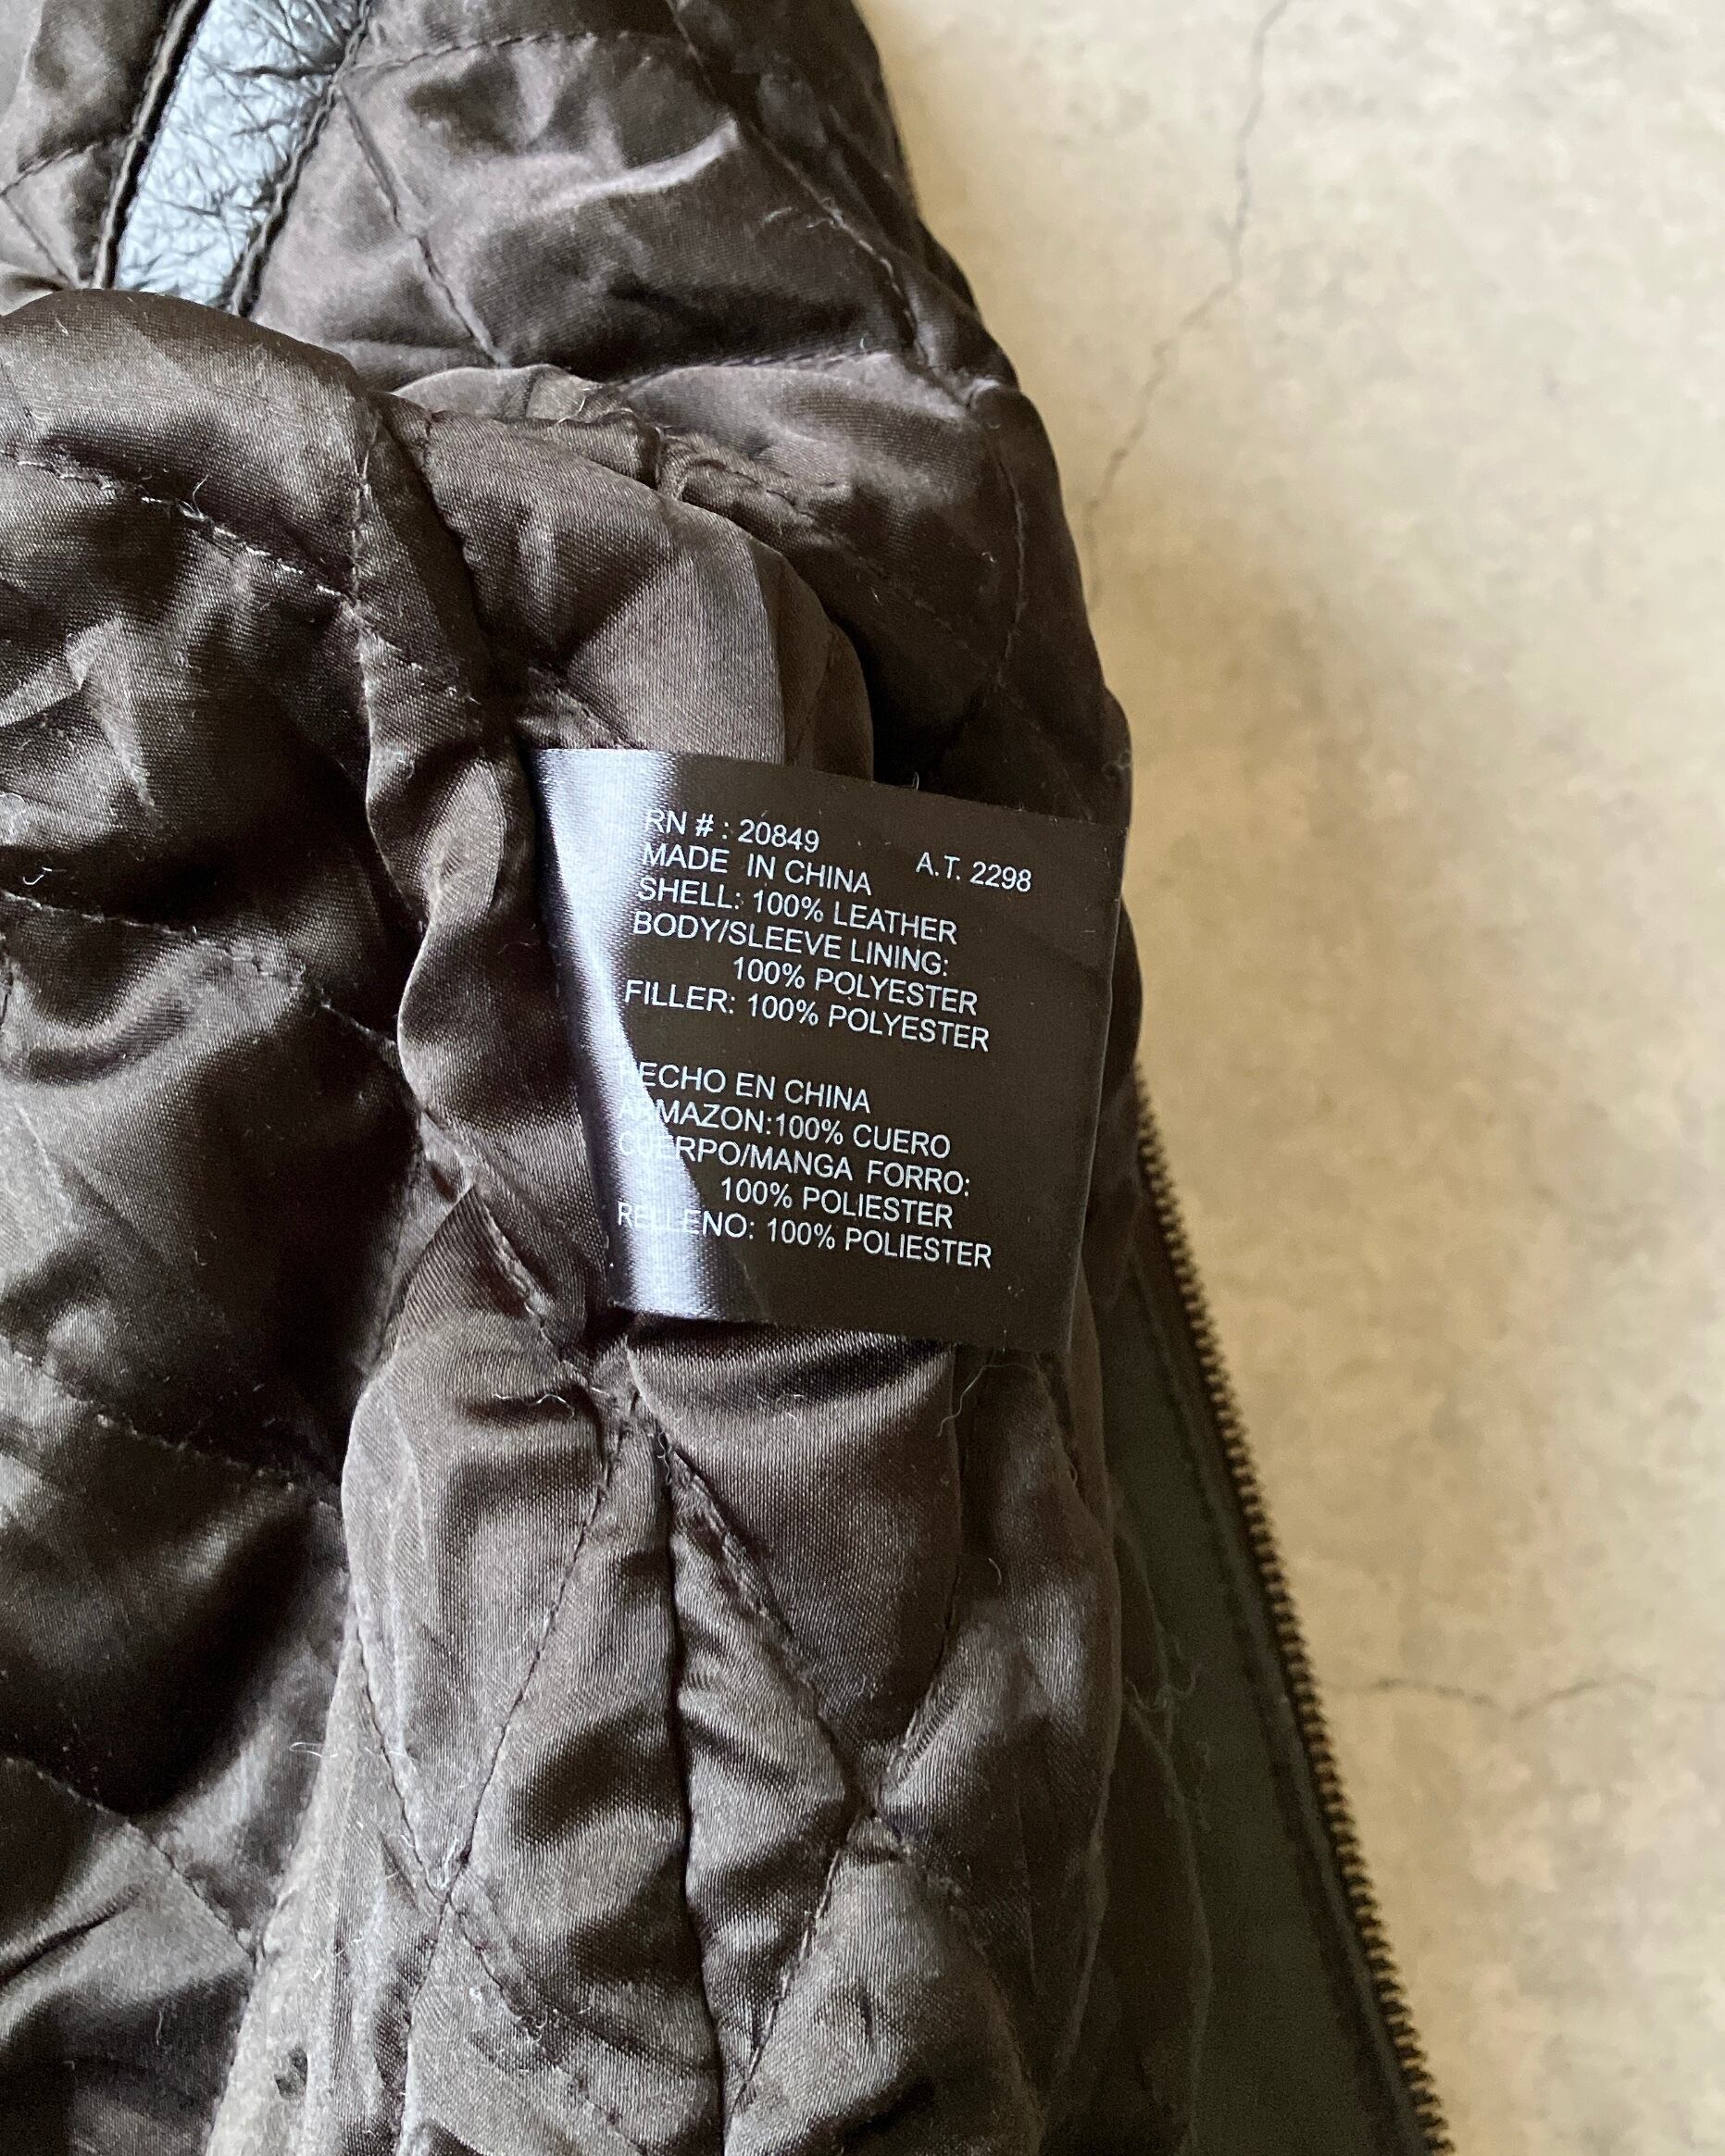 RN # : 20849 A.T. 2298
MADE IN CHINA
SHELL: 100% LEATHER
BODY/SLEEVE LINING:
100% POLYESTER
FILLER: 100% POLYESTER
HECHO EN CHINA
ARMAZON:100% CUERO
CUERPO/MANGA FORRO:
100% POLIESTER
RELLENO: 100% POLIESTER